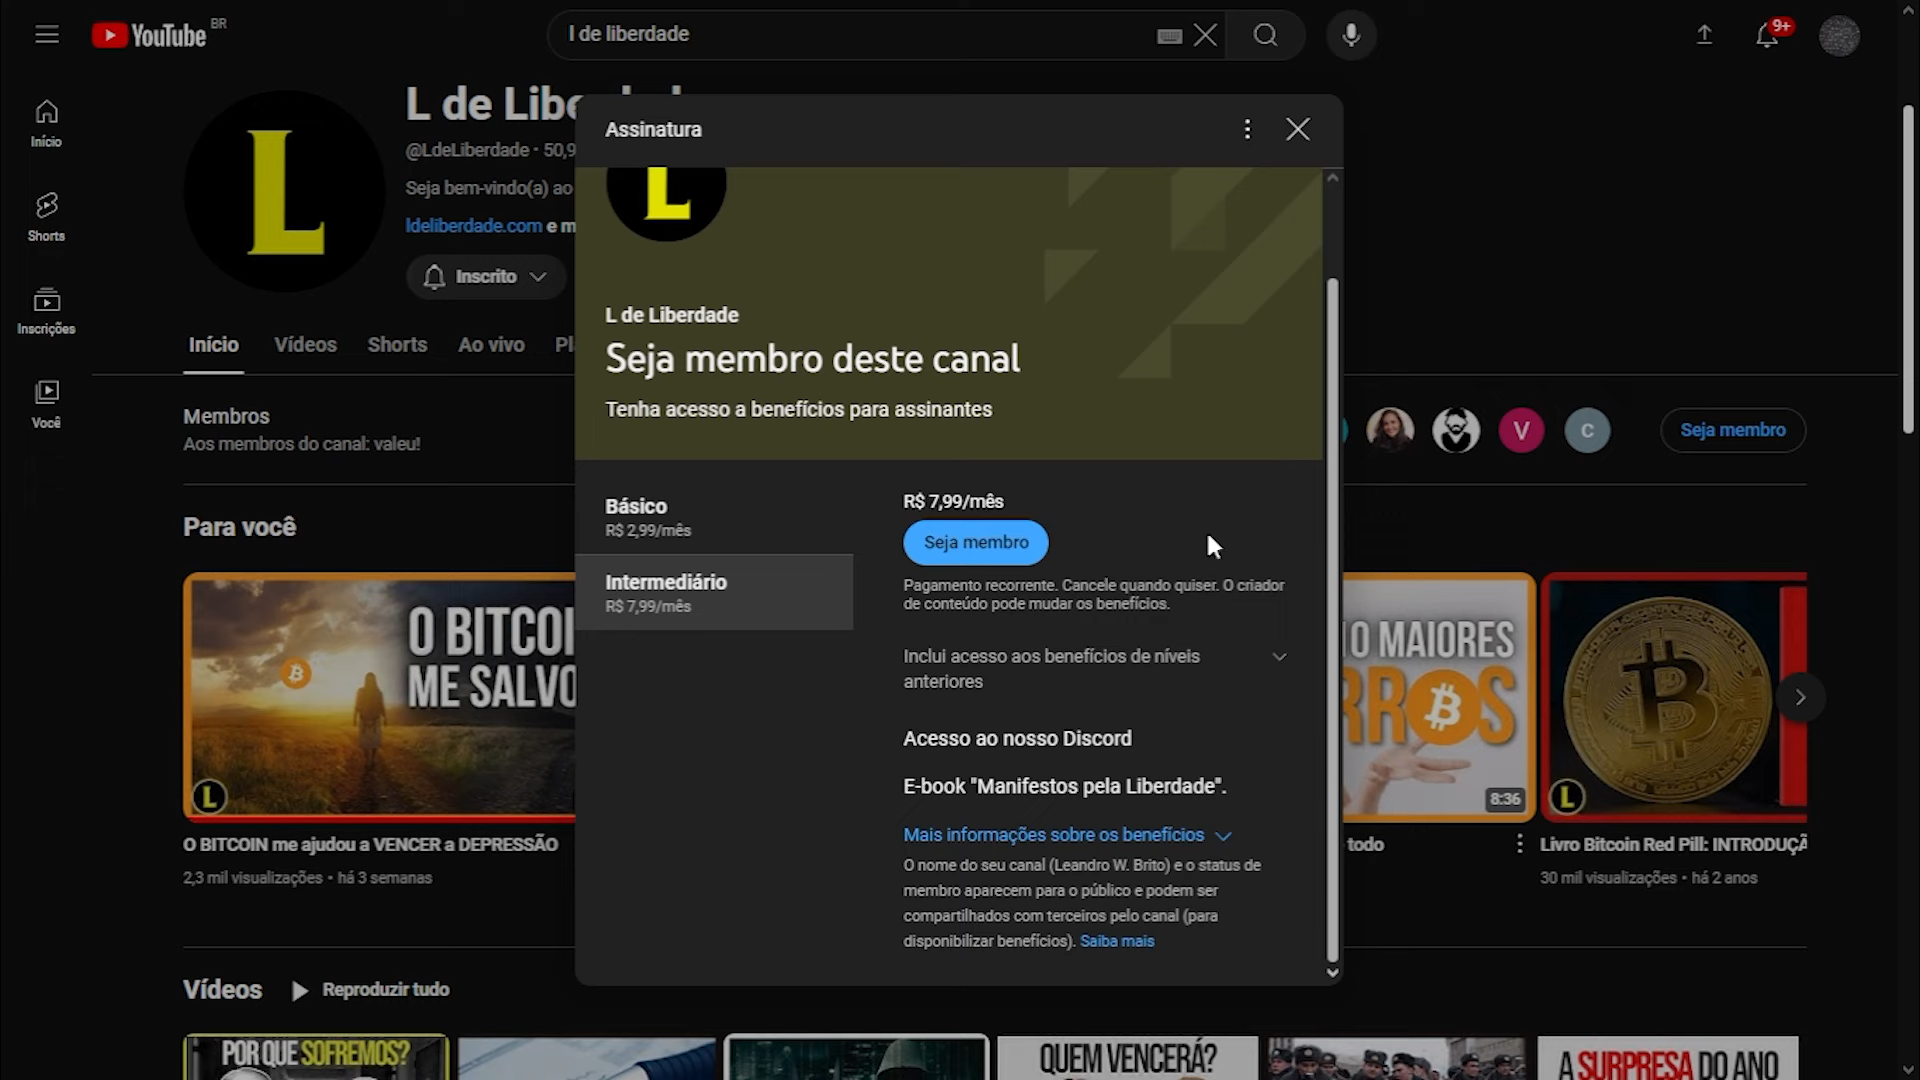 YouTube
BR
l de liberdade
9+
Início
Shorts
Inscrições
Você
L
L de Liberdade
@LdeLiberdade • 50,9
Seja bem-vindo(a) ao
ldeliberdade.com e m
Inscrito
Início
Vídeos
Shorts
Ao vivo
Pl
Membros
Aos membros do canal: valeu!
V
C
Seja membro
Para você
O BITCOIN
ME SALVO
L
O BITCOIN me ajudou a VENCER a DEPRESSÃO
2,3 mil visualizações • há 3 semanas
10 MAIORES
RROS
8:36
todo
L
Livro Bitcoin Red Pill: INTRODUÇÃ
30 mil visualizações • há 2 anos
Vídeos
Reproduzir tudo
POR QUE SOFREMOS?
QUEM VENCERÁ?
A SURPRESA DO ANO
Assinatura
L
L de Liberdade
Seja membro deste canal
Tenha acesso a benefícios para assinantes
Básico
R$ 2,99/mês
Intermediário
R$ 7,99/mês
R$ 7,99/mês
Seja membro
Pagamento recorrente. Cancele quando quiser. O criador
de conteúdo pode mudar os benefícios.
Inclui acesso aos benefícios de níveis
anteriores
Acesso ao nosso Discord
E-book "Manifestos pela Liberdade".
Mais informações sobre os benefícios
O nome do seu canal (Leandro W. Brito) e o status de
membro aparecem para o público e podem ser
compartilhados com terceiros pelo canal (para
disponibilizar benefícios). Saiba mais